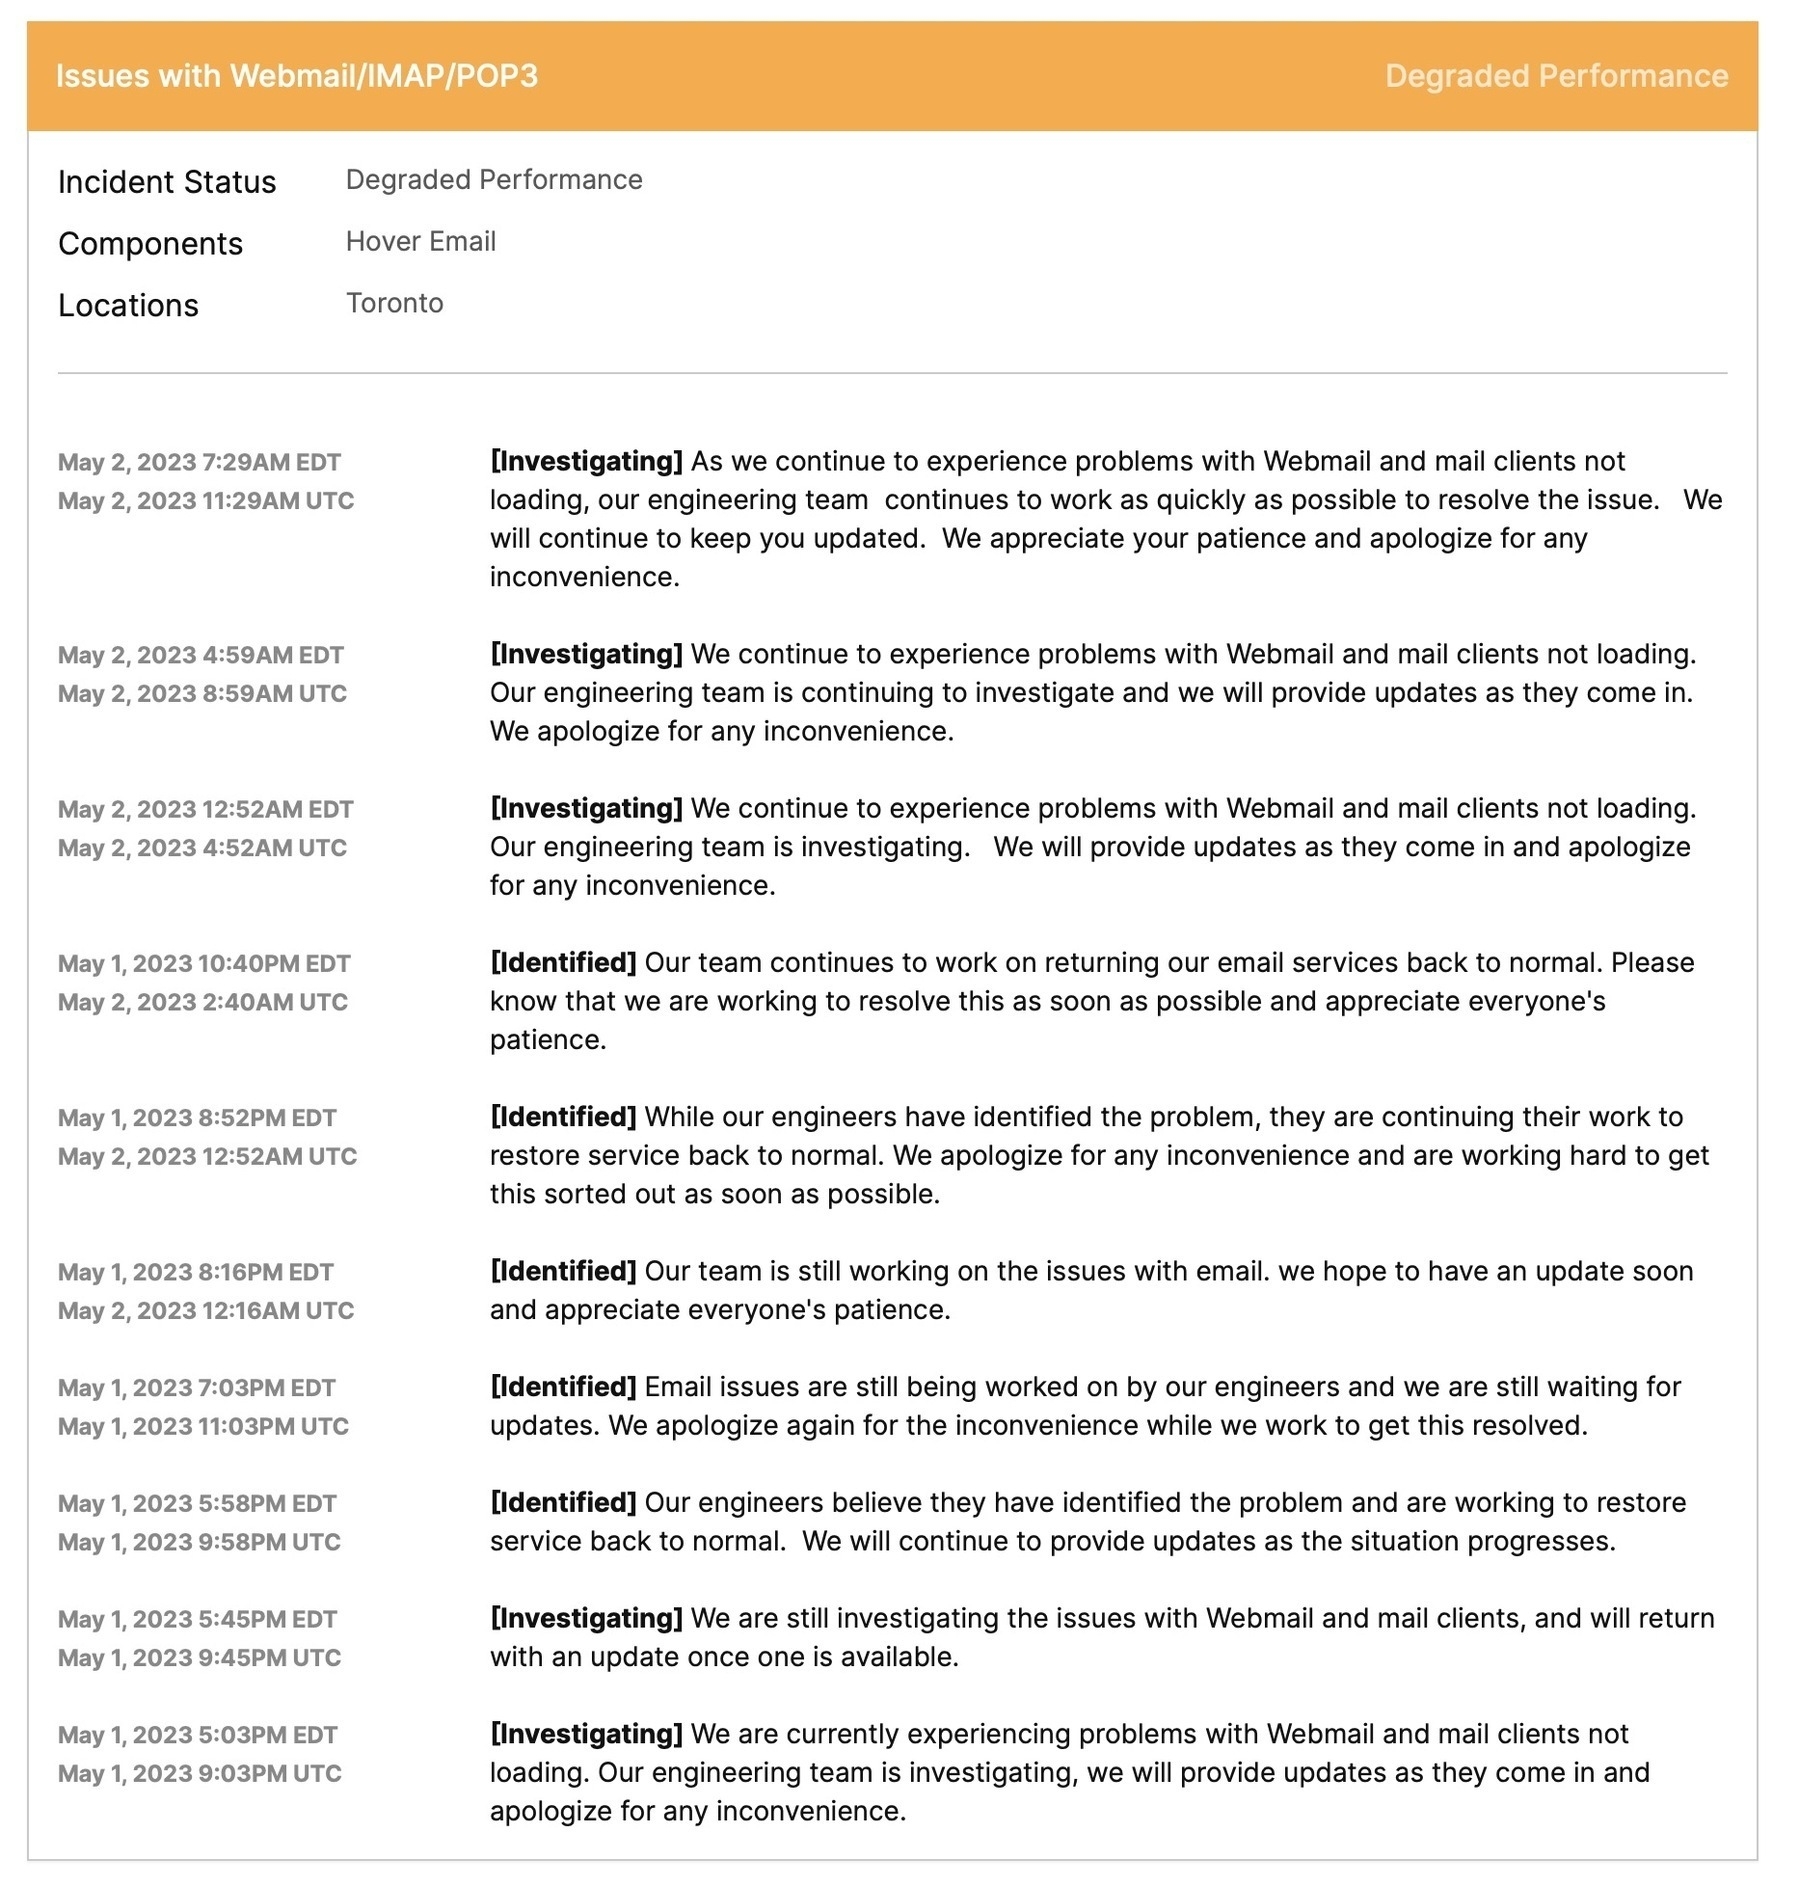 Issues with Webmail/IMAP/POP3
Degraded Performance
Incident Status
Degraded Performance
Components
Hover Email
Locations
Toronto
May 2, 2023 7:29AM EDT
May 2, 2023 11:29AM UTC
[Investigating] As we continue to experience problems with Webmail and mail clients not
loading, our engineering team  continues to work as quickly as possible to resolve the issue.   We
will continue to keep you updated.  We appreciate your patience and apologize for any
inconvenience.
May 2, 2023 4:59AM EDT
May 2, 2023 8:59AM UTC
[Investigating] We continue to experience problems with Webmail and mail clients not loading.
Our engineering team is continuing to investigate and we will provide updates as they come in.
We apologize for any inconvenience.
May 2, 2023 12:52AM EDT
May 2, 2023 4:52AM UTC
[Investigating] We continue to experience problems with Webmail and mail clients not loading.
Our engineering team is investigating.   We will provide updates as they come in and apologize
for any inconvenience.
May 1, 2023 10:40PM EDT
May 2, 2023 2:40AM UTC
[Identified] Our team continues to work on returning our email services back to normal. Please
know that we are working to resolve this as soon as possible and appreciate everyone's
patience.
May 1, 2023 8:52PM EDT
May 2, 2023 12:52AM UTC
[Identified] While our engineers have identified the problem, they are continuing their work to
restore service back to normal. We apologize for any inconvenience and are working hard to get
this sorted out as soon as possible.
May 1, 2023 8:16PM EDT
May 2, 2023 12:16AM UTC
[Identified] Our team is still working on the issues with email. we hope to have an update soon
and appreciate everyone's patience.
May 1, 2023 7:03PM EDT
May 1, 2023 11:03PM UTC
[Identified] Email issues are still being worked on by our engineers and we are still waiting for
updates. We apologize again for the inconvenience while we work to get this resolved.
May 1, 2023 5:58PM EDT
May 1, 2023 9:58PM UTC
[Identified] Our engineers believe they have identified the problem and are working to restore
service back to normal.  We will continue to provide updates as the situation progresses.
May 1, 2023 5:45PM EDT
May 1, 2023 9:45PM UTC
[Investigating] We are still investigating the issues with Webmail and mail clients, and will return
with an update once one is available.
May 1, 2023 5:03PM EDT
May 1, 2023 9:03PM UTC
[Investigating] We are currently experiencing problems with Webmail and mail clients not
loading. Our engineering team is investigating, we will provide updates as they come in and
apologize for any inconvenience.